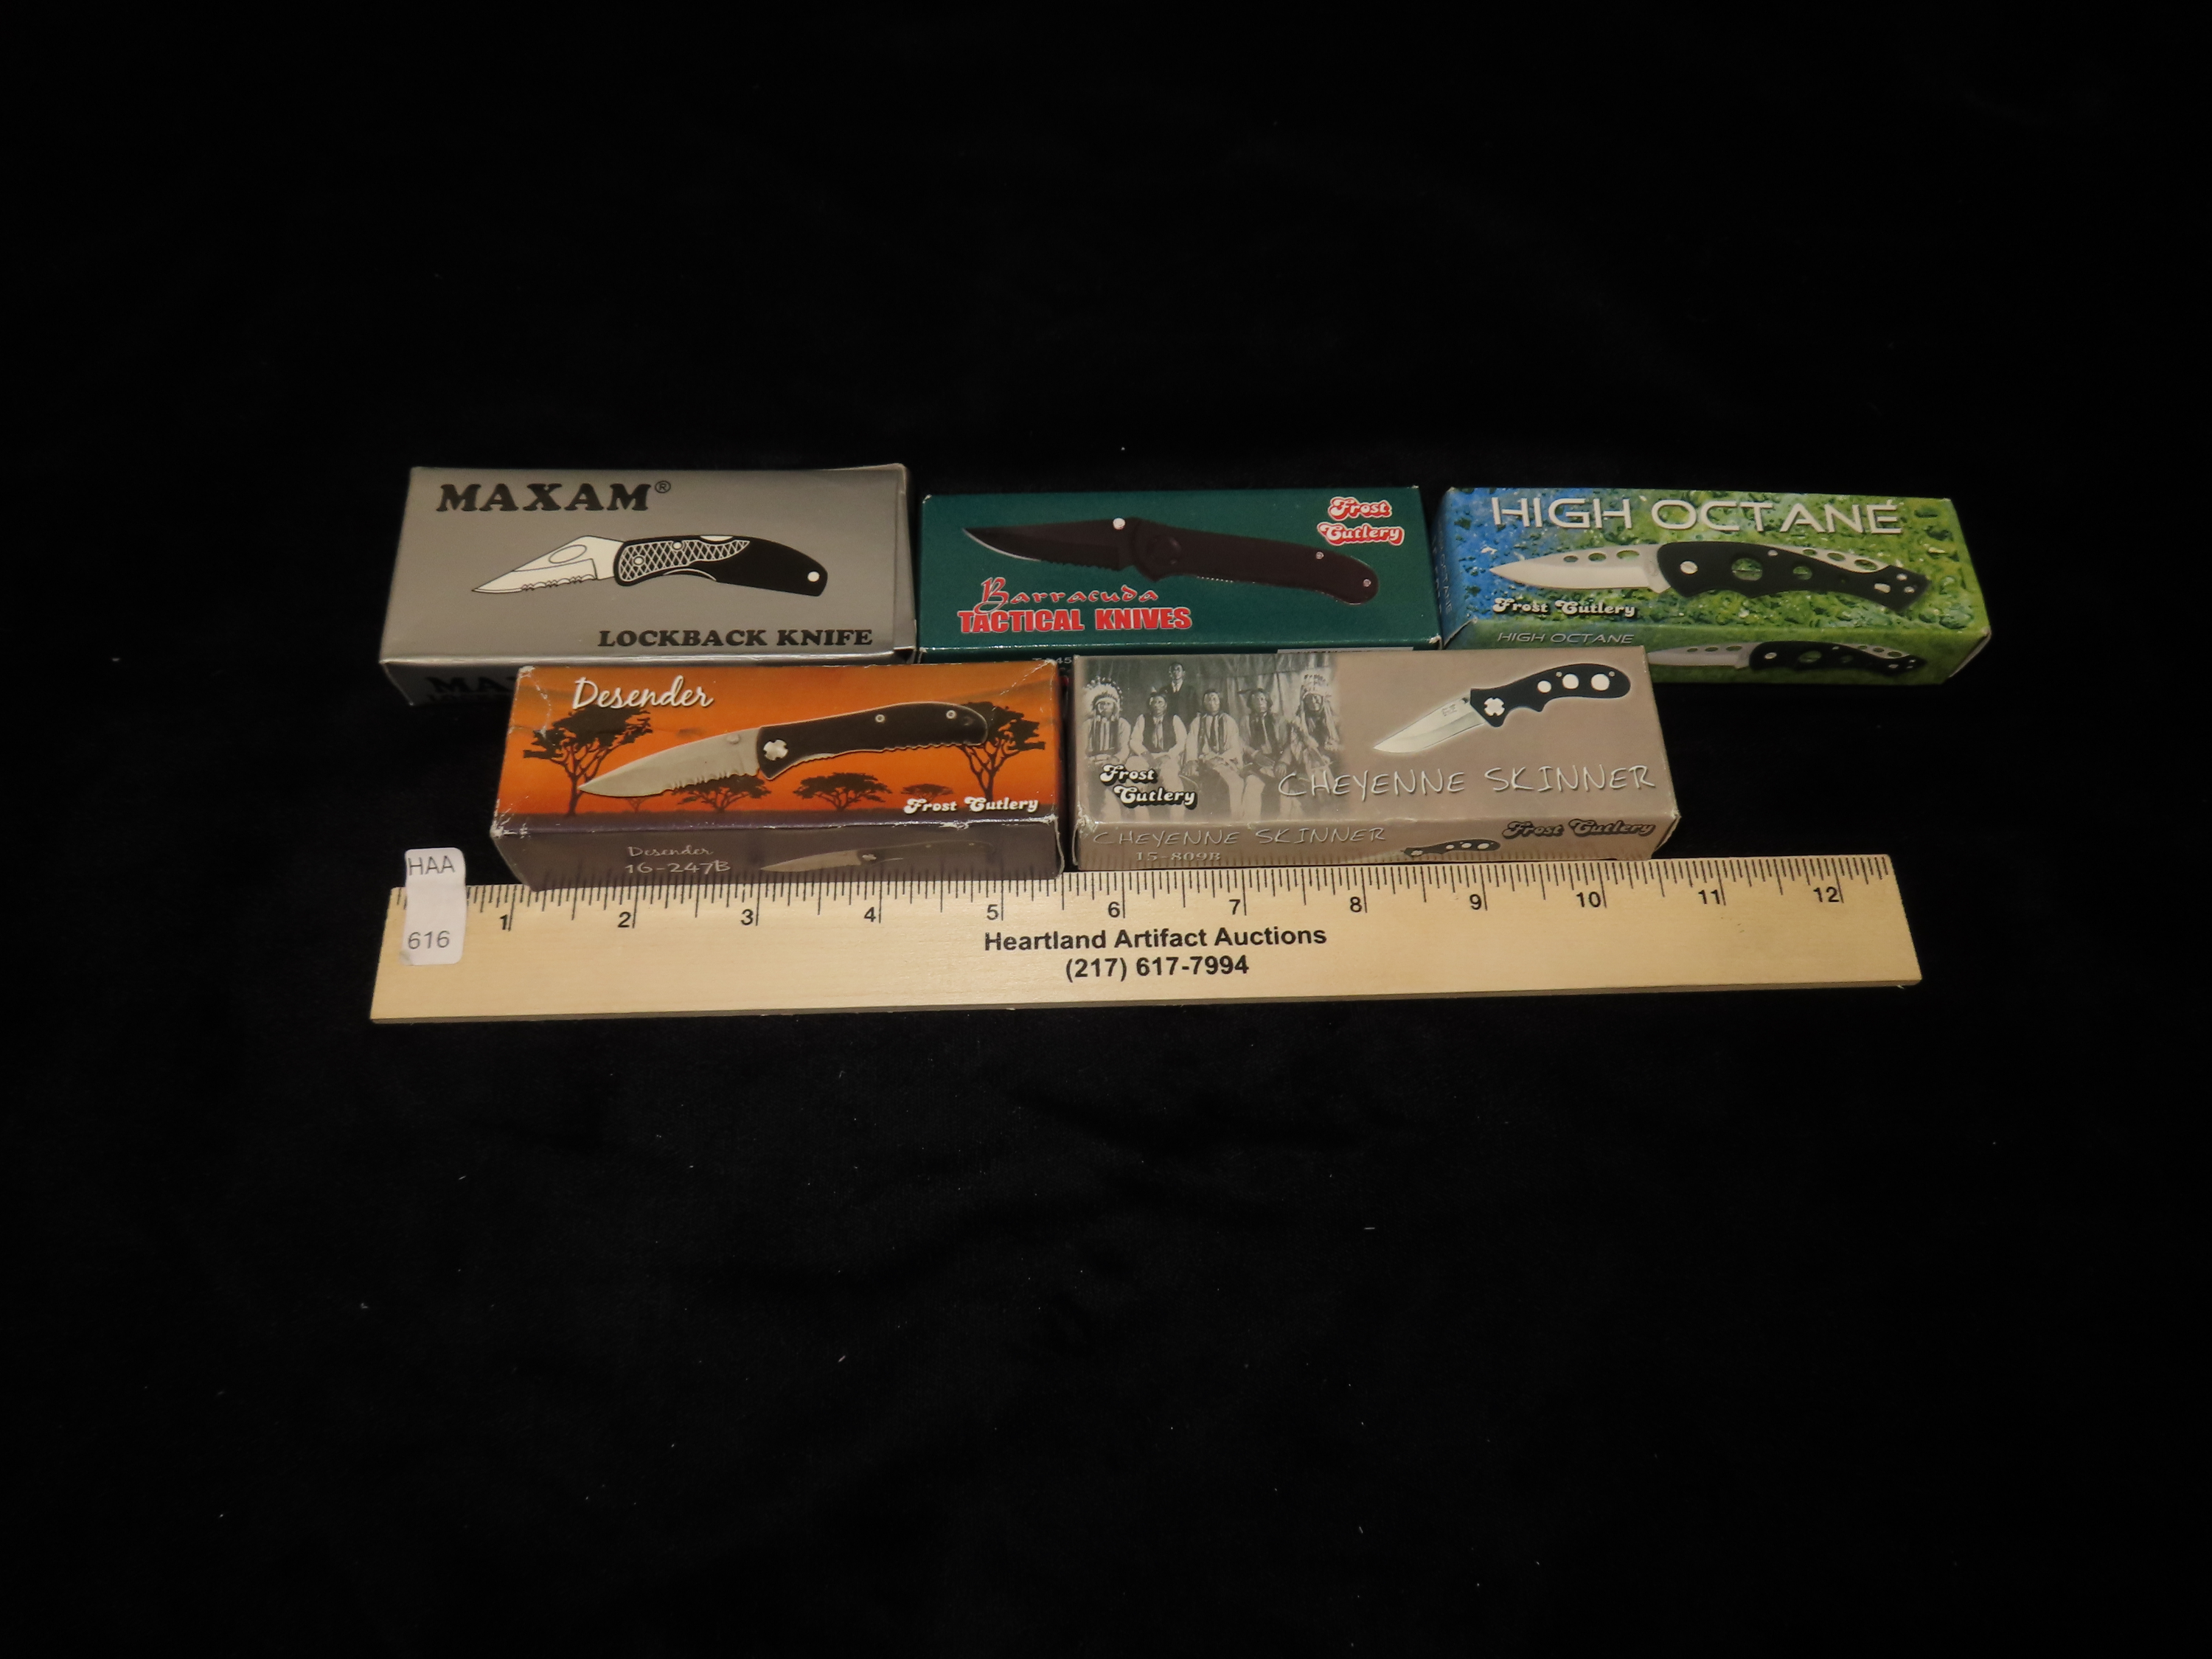 MAXAM®
LOCKBACK KNIFE
Frost
Cutlery
Barracuda
TACTICAL KNIVES
HIGH OCTANE
Frost Cutlery
HIGH OCTANE
Desender
Frost Cutlery
Desender
16-247B
Frost
Cutlery
CHEYENNE SKINNER
CHEYENNE SKINNER
Frost Cutlery
15-809B
HAA
616
1 2 3 4 5 6 7 8 9 10 11 12
Heartland Artifact Auctions
(217) 617-7994